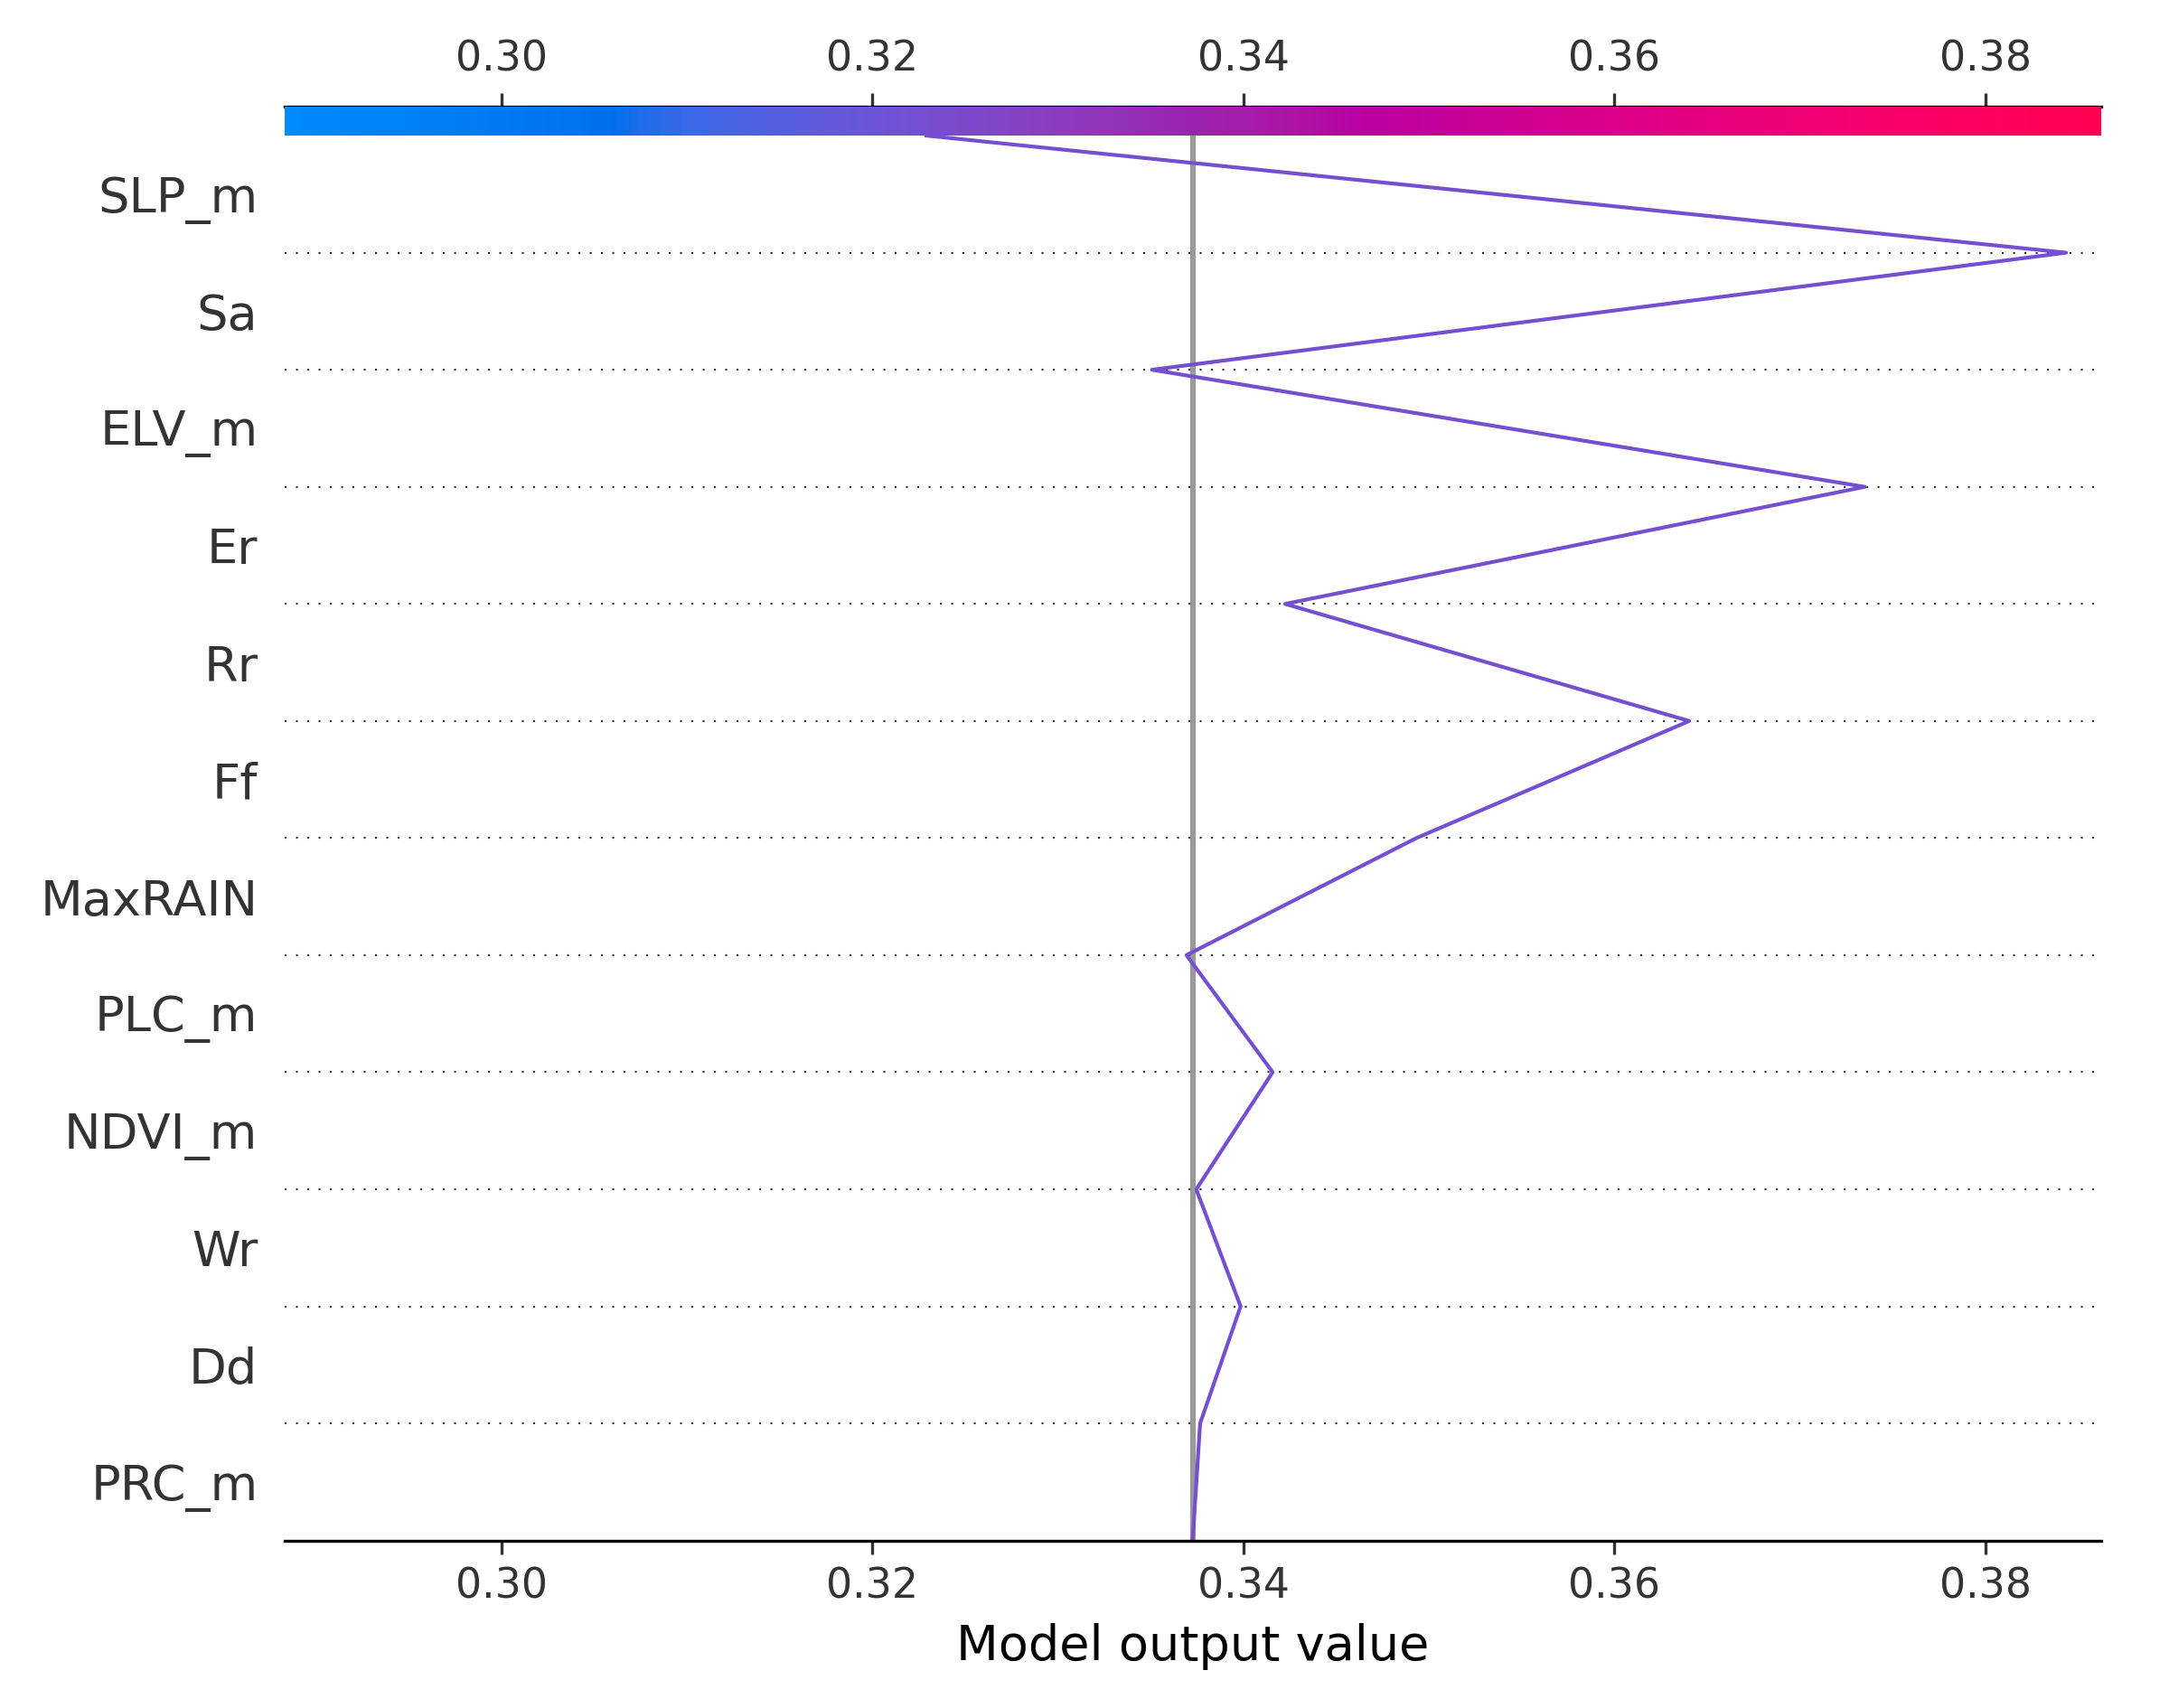 0.30 0.32 0.34 0.36 0.38
SLP_m
Sa
ELV_m
Er
Rr
Ff
MaxRAIN
PLC_m
NDVI_m
Wr
Dd
PRC_m
0.30 0.32 0.34 0.36 0.38
Model output value